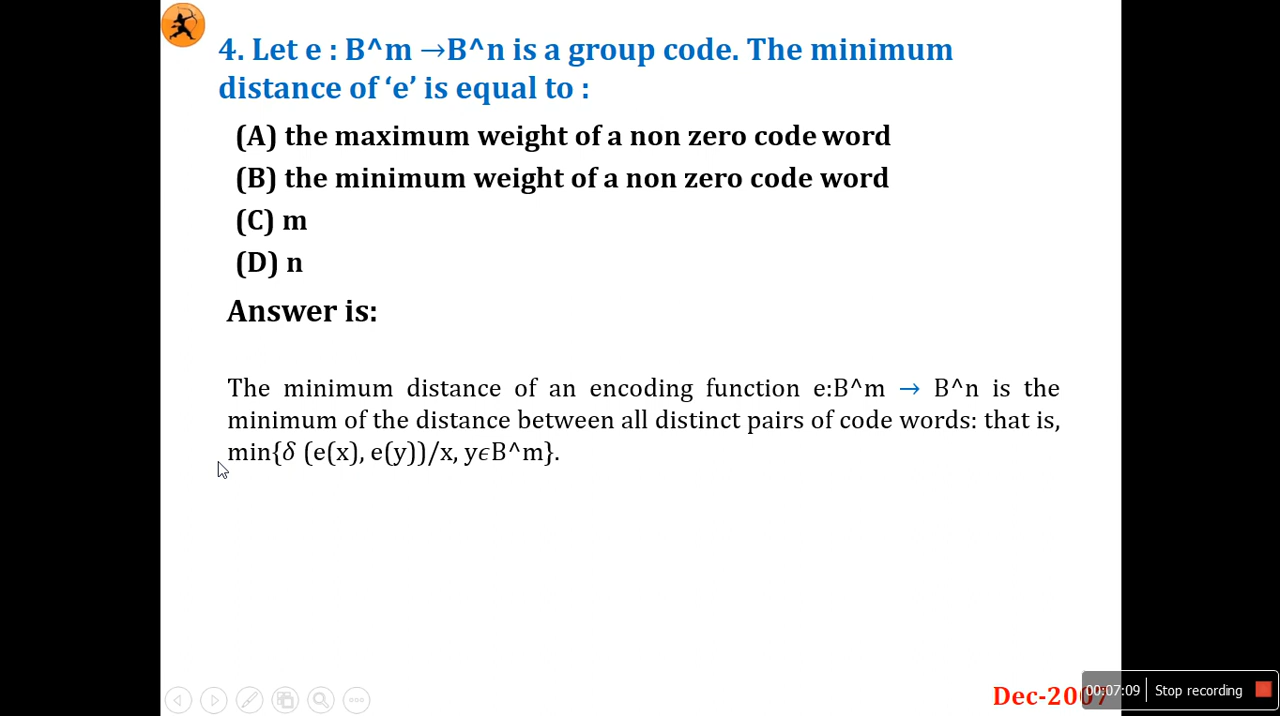 4. Let e : B^m →B^n is a group code. The minimum
distance of ‘e’ is equal to :
(A) the maximum weight of a non zero code word
(B) the minimum weight of a non zero code word
(C) m
(D) n
Answer is:
The minimum distance of an encoding function e:B^m → B^n is the
minimum of the distance between all distinct pairs of code words: that is,
min{δ (e(x), e(y))/x, yϵB^m}.
Dec-2007
00:07:09 Stop recording